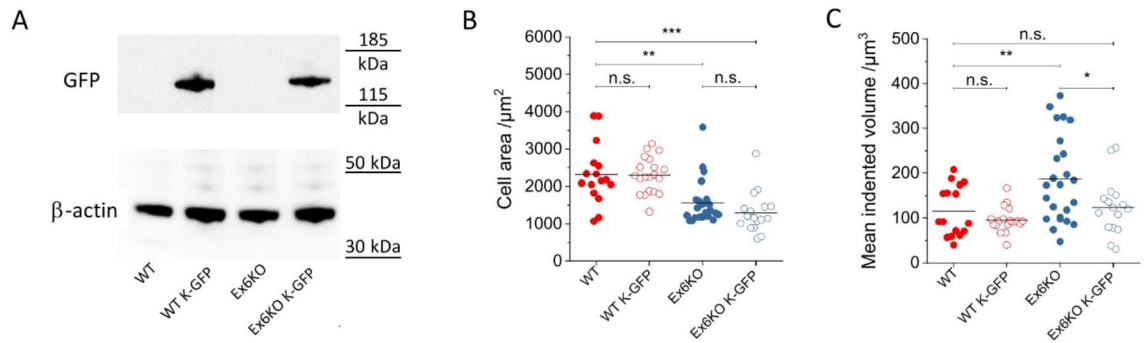 A
GFP
185
kDa
115
kDa
β-actin
50 kDa
30 kDa
WT
WT K-GFP
Ex6KO
Ex6KO K-GFP
B
Cell area /μm²
6000
5000
4000
3000
2000
1000
0
***
**
n.s.
n.s.
WT
WT K-GFP
Ex6KO
Ex6KO K-GFP
C
Mean indented volume /μm³
500
400
300
200
100
0
n.s.
**
n.s.
*
WT
WT K-GFP
Ex6KO
Ex6KO K-GFP